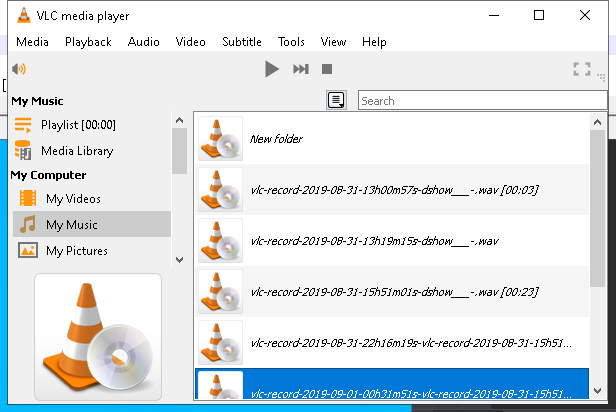 VLC media player
Media Playback Audio Video Subtitle Tools View Help
My Music
Search
Playlist [00:00]
Media Library
My Computer
My Videos
My Music
My Pictures
New folder
vlc-record-2019-08-31-13h00m57s-dshow___-.wav [00:03]
vlc-record-2019-08-31-13h19m15s-dshow___-.wav
vlc-record-2019-08-31-15h51m01s-dshow___-.wav [00:23]
vlc-record-2019-08-31-22h16m19s-vlc-record-2019-08-31-15h51...
vlc-record-2019-09-01-00h31m51s-vlc-record-2019-08-31-15h51...